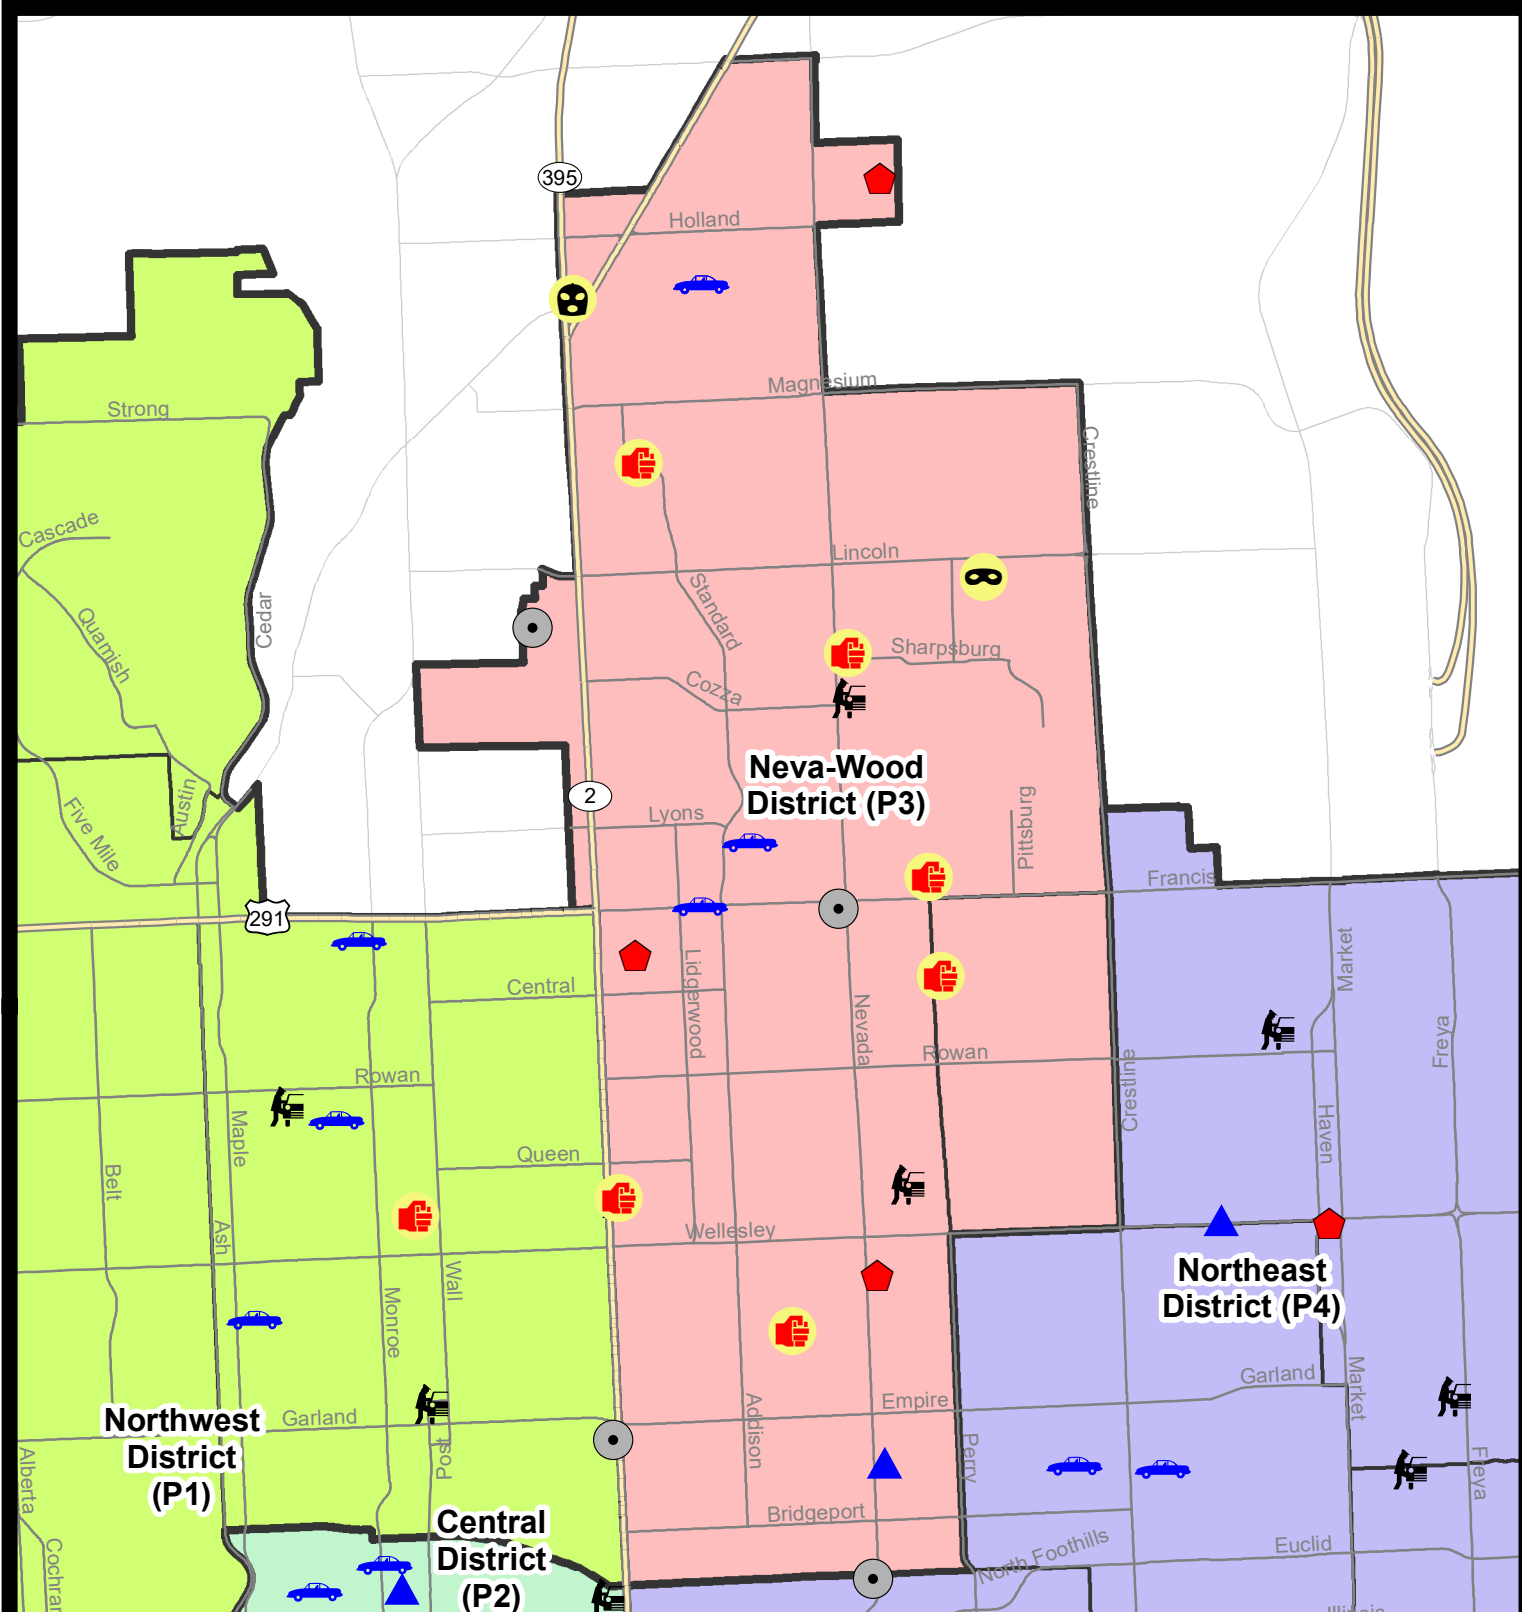 395
Holland
Magnesium
Strong
Crestline
Cascade
Lincoln
Standard
Cedar
Quamish
Sharpsburg
Cozza
Neva-Wood
District (P3)
2
Austin
Five Mile
Lyons
Pittsburg
Francis
291
Market
Central
Lidgerwood
Nevada
Freya
Rowan
Rowan
Crestline
Maple
Haven
Queen
Belt
Ash
Wellesley
Wall
Northeast
District (P4)
Monroe
Garland
Market
Empire
Addison
Northwest
District
(P1)
Garland
Post
Perry
Alberta
Freya
Bridgeport
Central
District
(P2)
North Foothills
Euclid
Cochran